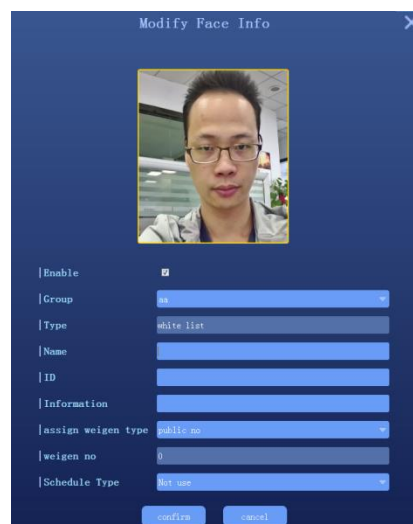 Modify Face Info
Enable
Group aa
Type white list
Name
ID
Information
assign weigen type public no
weigen no 0
Schedule Type Not use
confirm cancel